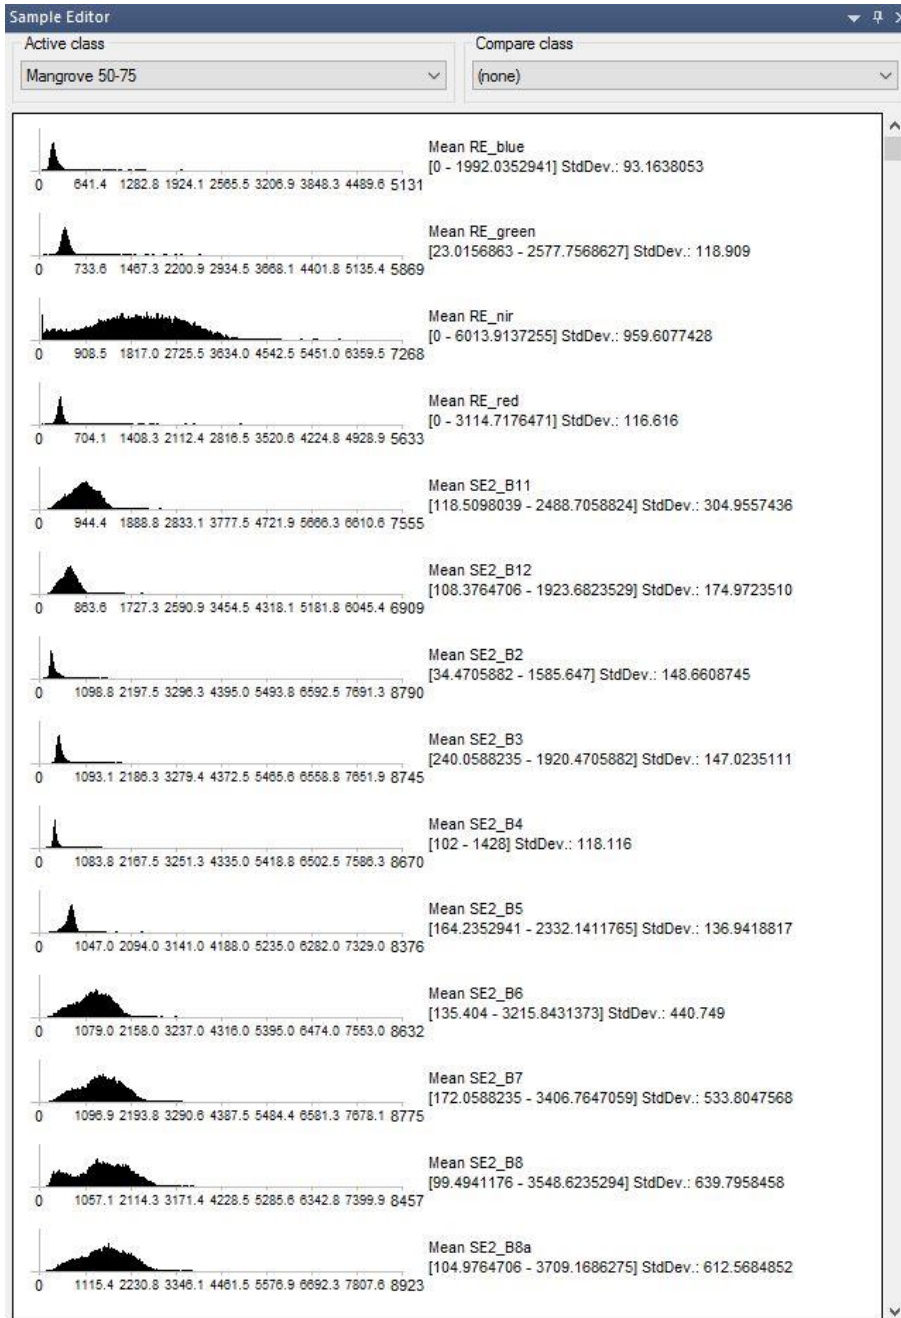 Sample Editor
Active class
Compare class
Mangrove 50-75
(none)
Mean RE_blue
[0 - 1992.0352941] StdDev.: 93.1638053
0 641.4 1282.8 1924.1 2565.5 3206.9 3848.3 4489.6 5131
Mean RE_green
[23.0156863 - 2577.7568627] StdDev.: 118.909
0 733.6 1467.3 2200.9 2934.5 3668.1 4401.8 5135.4 5869
Mean RE_nir
[0 - 6013.9137255] StdDev.: 959.6077428
0 908.5 1817.0 2725.5 3634.0 4542.5 5451.0 6359.5 7268
Mean RE_red
[0 - 3114.7176471] StdDev.: 116.616
0 704.1 1408.3 2112.4 2816.5 3520.6 4224.8 4928.9 5633
Mean SE2_B11
[118.5098039 - 2488.7058824] StdDev.: 304.9557436
0 944.4 1888.8 2833.1 3777.5 4721.9 5666.3 6610.6 7555
Mean SE2_B12
[108.3764706 - 1923.6823529] StdDev.: 174.9723510
0 863.6 1727.3 2590.9 3454.5 4318.1 5181.8 6045.4 6909
Mean SE2_B2
[34.4705882 - 1585.647] StdDev.: 148.6608745
0 1098.8 2197.5 3296.3 4395.0 5493.8 6592.5 7691.3 8790
Mean SE2_B3
[240.0588235 - 1920.4705882] StdDev.: 147.0235111
0 1093.1 2186.3 3279.4 4372.5 5465.6 6558.8 7651.9 8745
Mean SE2_B4
[102 - 1428] StdDev.: 118.116
0 1083.8 2167.5 3251.3 4335.0 5418.8 6502.5 7586.3 8670
Mean SE2_B5
[164.2352941 - 2332.1411765] StdDev.: 136.9418817
0 1047.0 2094.0 3141.0 4188.0 5235.0 6282.0 7329.0 8376
Mean SE2_B6
[135.404 - 3215.8431373] StdDev.: 440.749
0 1079.0 2158.0 3237.0 4316.0 5395.0 6474.0 7553.0 8632
Mean SE2_B7
[172.0588235 - 3406.7647059] StdDev.: 533.8047568
0 1096.9 2193.8 3290.6 4387.5 5484.4 6581.3 7678.1 8775
Mean SE2_B8
[99.4941176 - 3548.6235294] StdDev.: 639.7958458
0 1057.1 2114.3 3171.4 4228.5 5285.6 6342.8 7399.9 8457
Mean SE2_B8a
[104.9764706 - 3709.1686275] StdDev.: 612.5684852
0 1115.4 2230.8 3346.1 4461.5 5576.9 6692.3 7807.6 8923